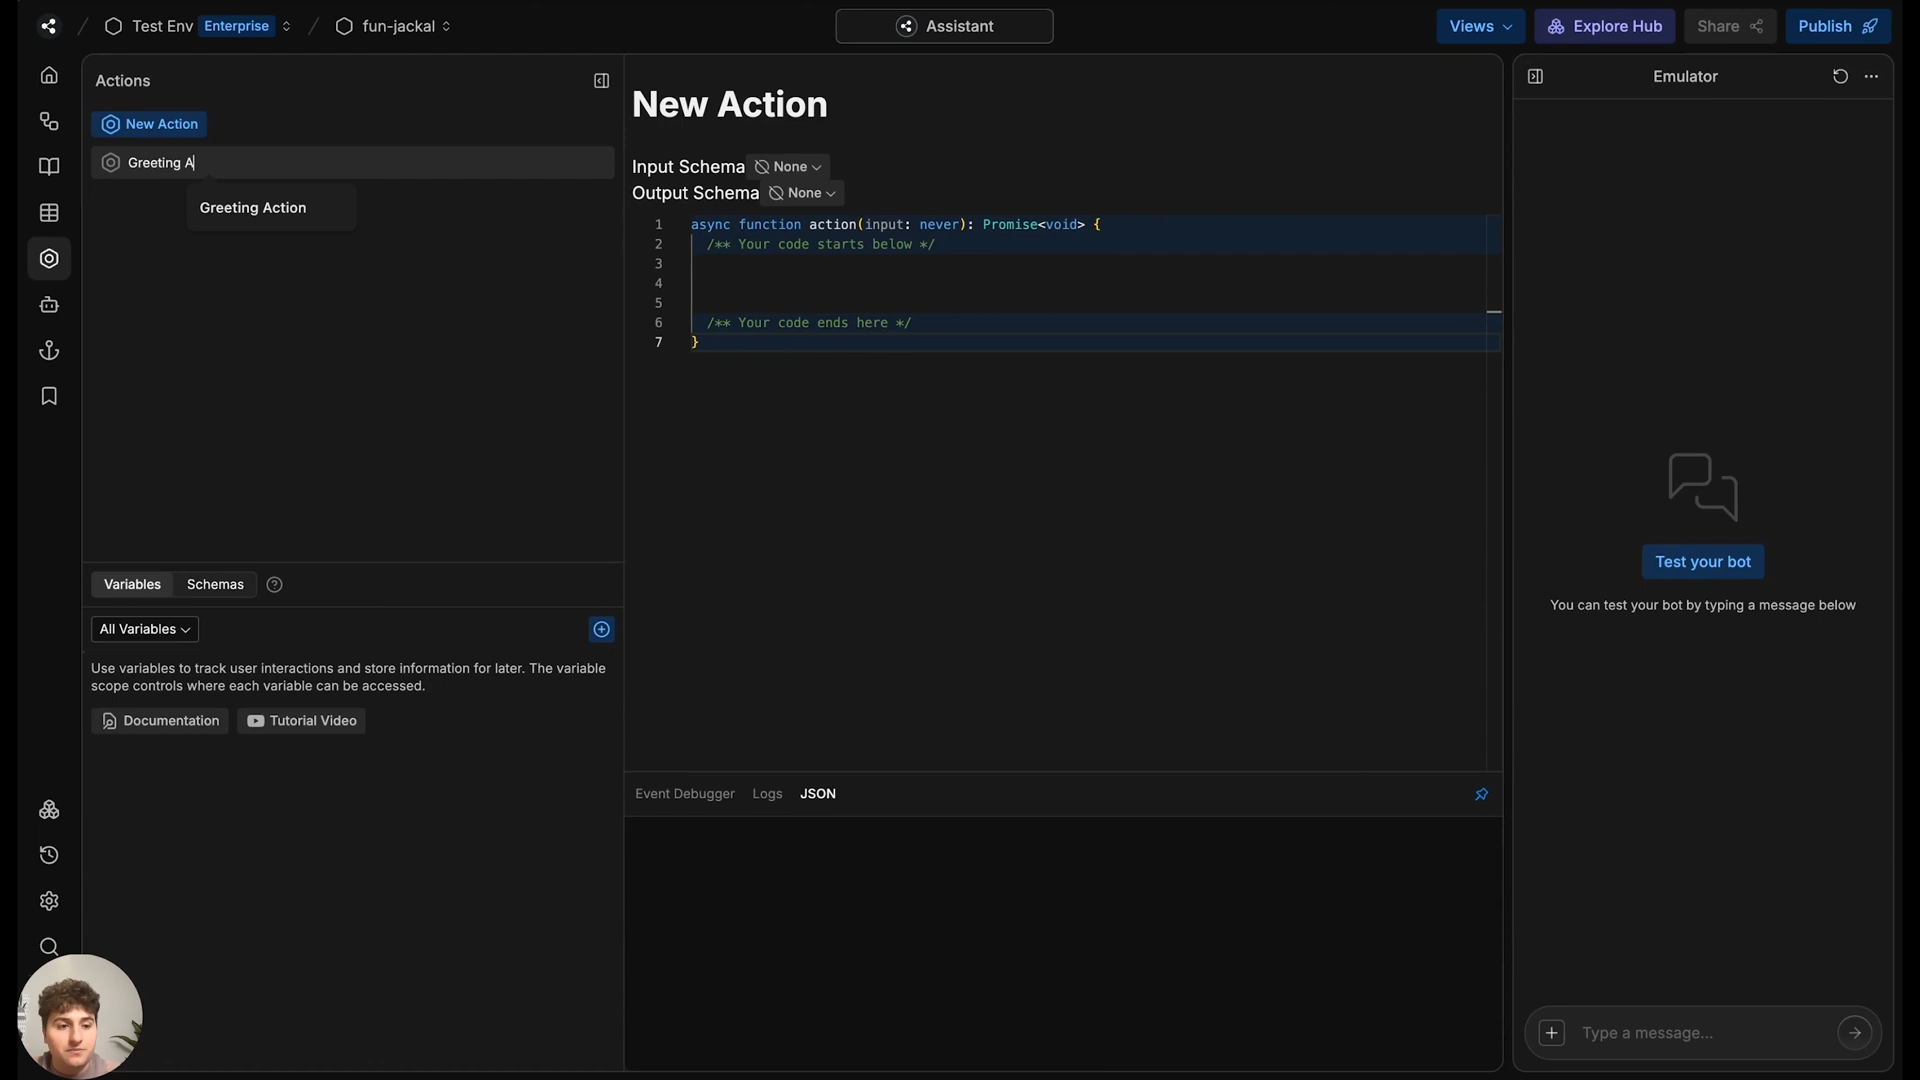 Test Env Enterprise
fun-jackal
Assistant
Views
Explore Hub
Share
Publish
Actions
New Action
Greeting A
Greeting Action
Variables
Schemas
All Variables
Use variables to track user interactions and store information for later. The variable
scope controls where each variable can be accessed.
Documentation
Tutorial Video
New Action
Input Schema None
Output Schema None
1 async function action(input: never): Promise<void> {
2 /** Your code starts below */
3
4
5
6 /** Your code ends here */
7 }
Event Debugger
Logs
JSON
Emulator
Test your bot
You can test your bot by typing a message below
Type a message...